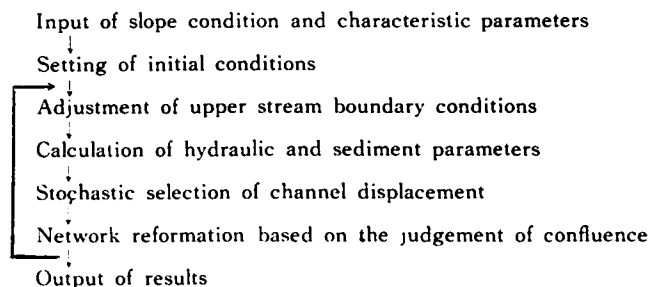 Input of slope condition and characteristic parameters
Setting of initial conditions
Adjustment of upper stream boundary conditions
Calculation of hydraulic and sediment parameters
Stochastic selection of channel displacement
Network reformation based on the judgement of confluence
Output of results